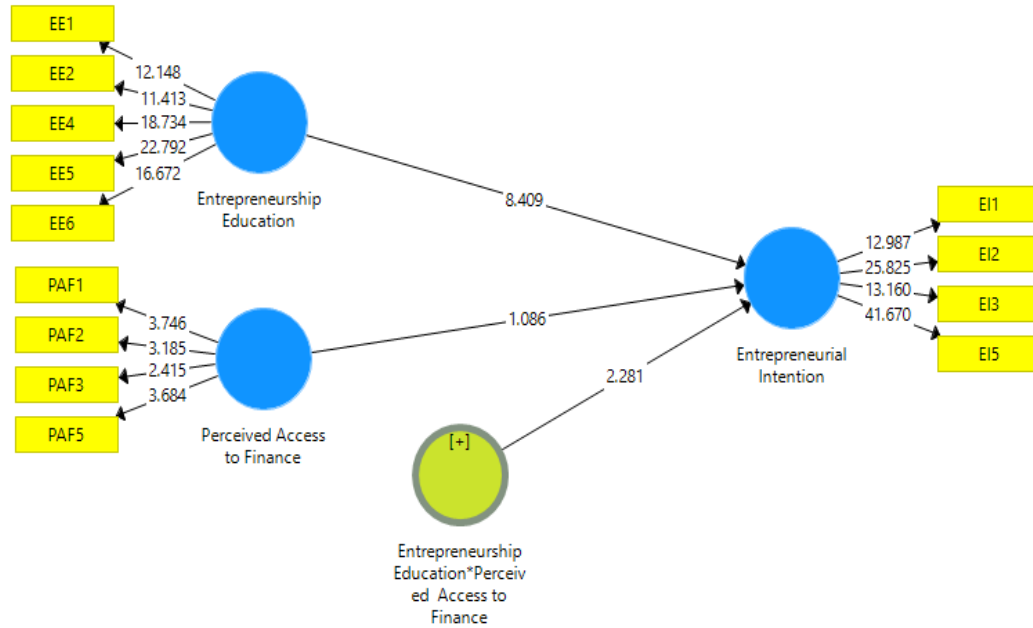 EE1
EE2
EE4
EE5
EE6
12.148
11.413
18.734
22.792
16.672
Entrepreneurship
Education
8.409
PAF1
PAF2
PAF3
PAF5
3.746
3.185
2.415
3.684
Perceived Access
to Finance
1.086
2.281
[+]
Entrepreneurship
Education*Perceiv
ed Access to
Finance
Entrepreneurial
Intention
12.987
25.825
13.160
41.670
EI1
EI2
EI3
EI5